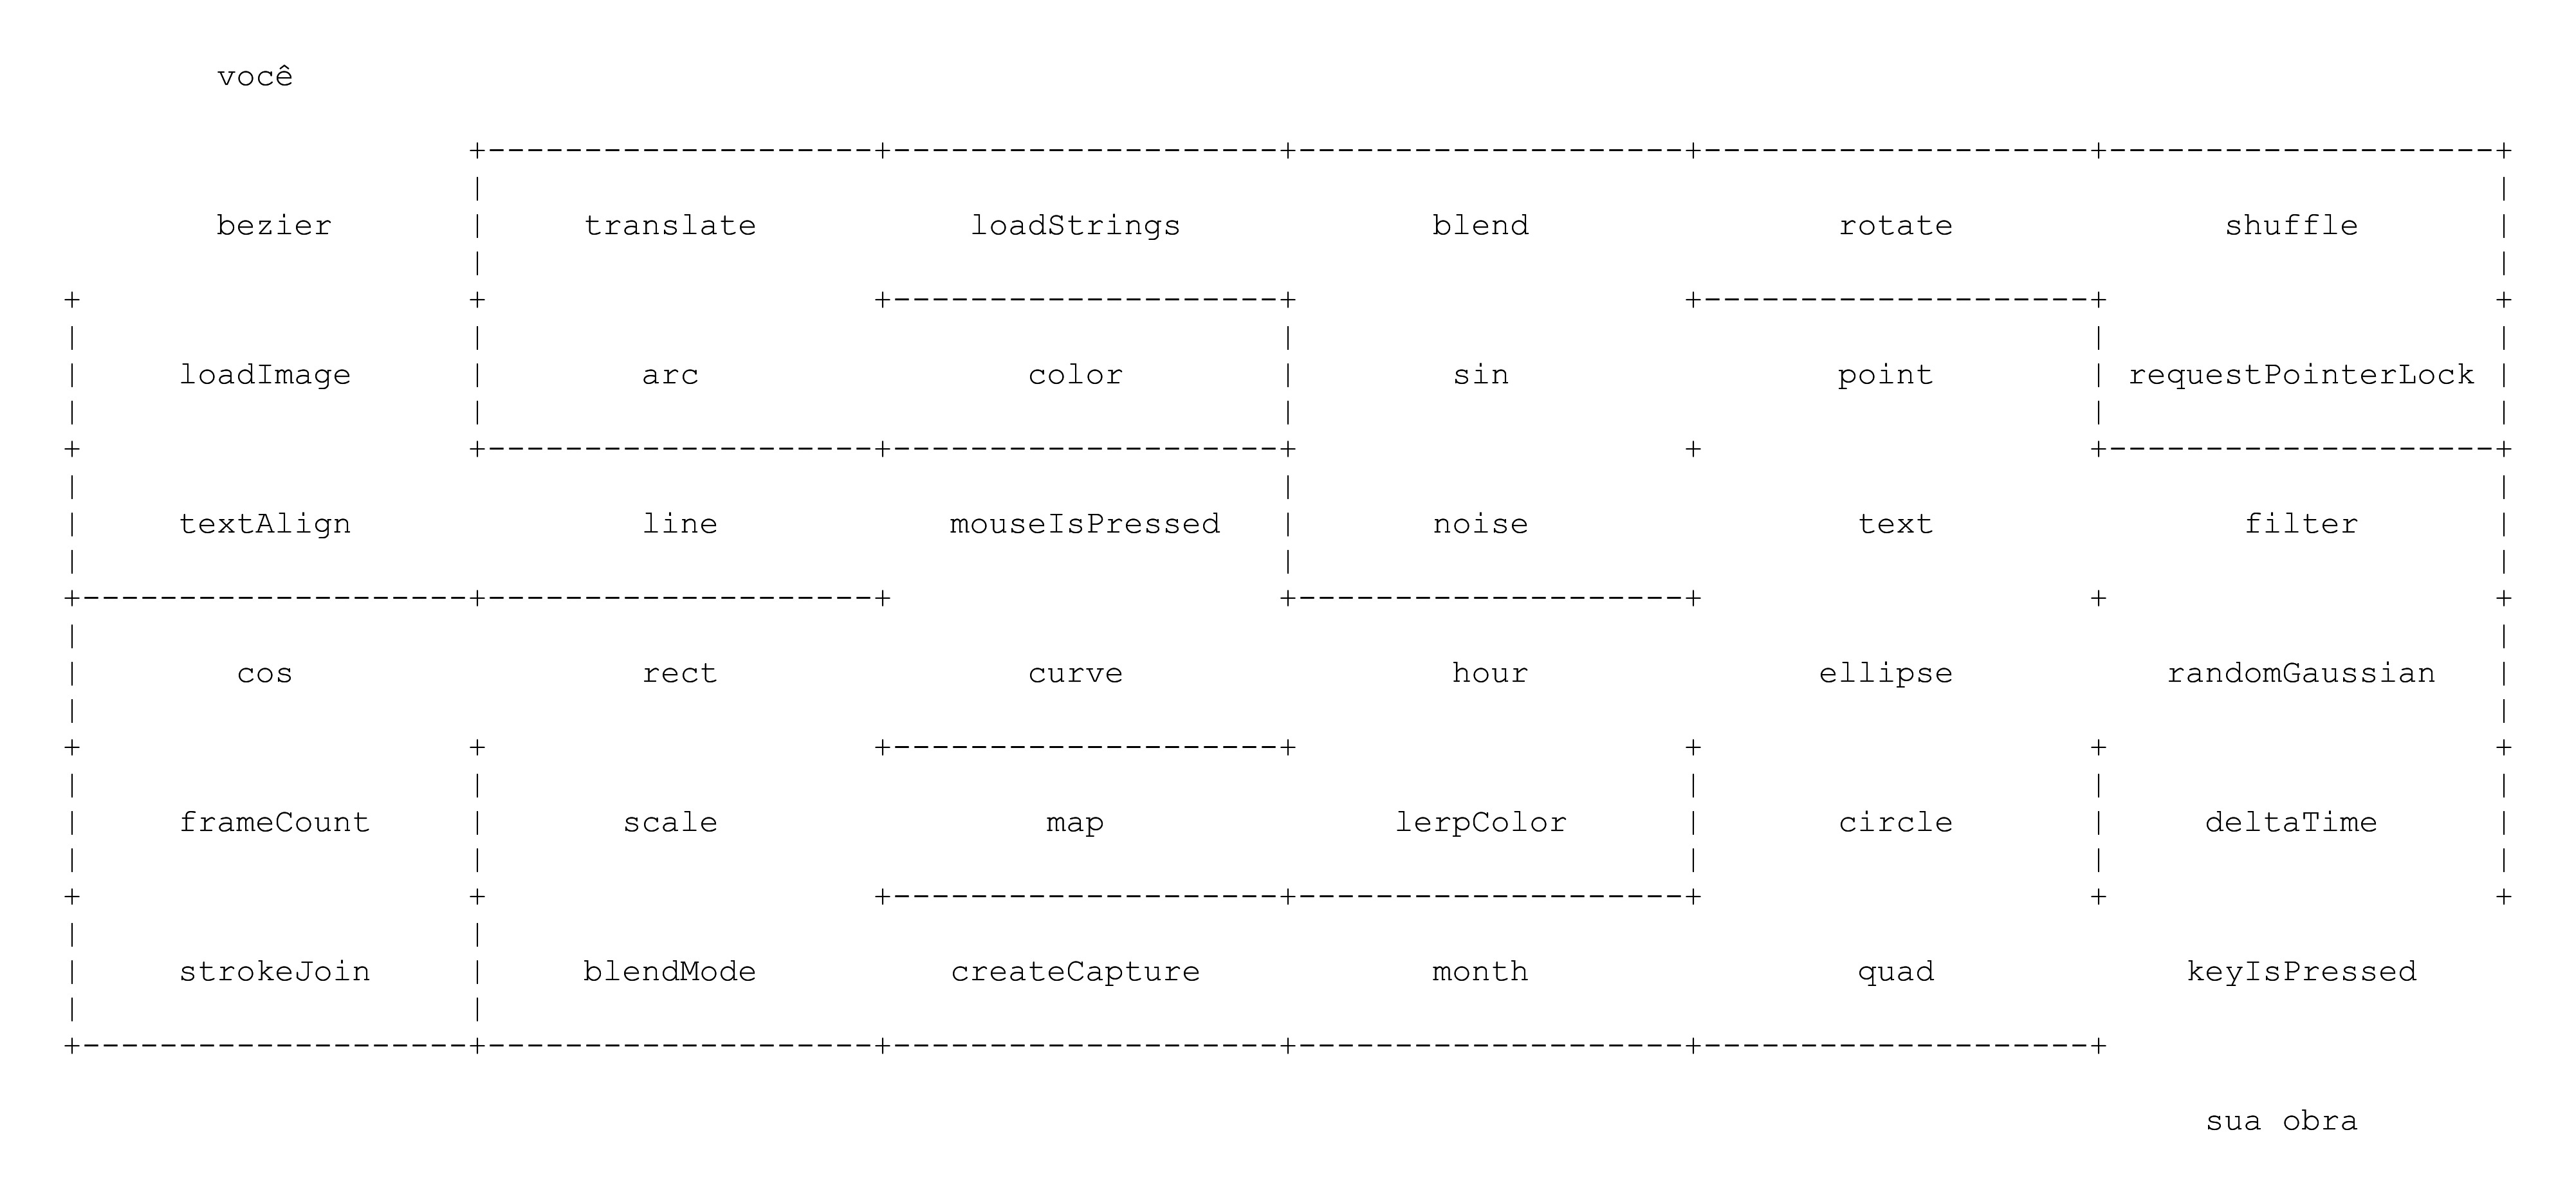 você
bezier translate loadStrings blend rotate shuffle
loadImage arc color sin point requestPointerLock
textAlign line mouseIsPressed noise text filter
cos rect curve hour ellipse randomGaussian
frameCount scale map lerpColor circle deltaTime
strokeJoin blendMode createCapture month quad keyIsPressed
sua obra